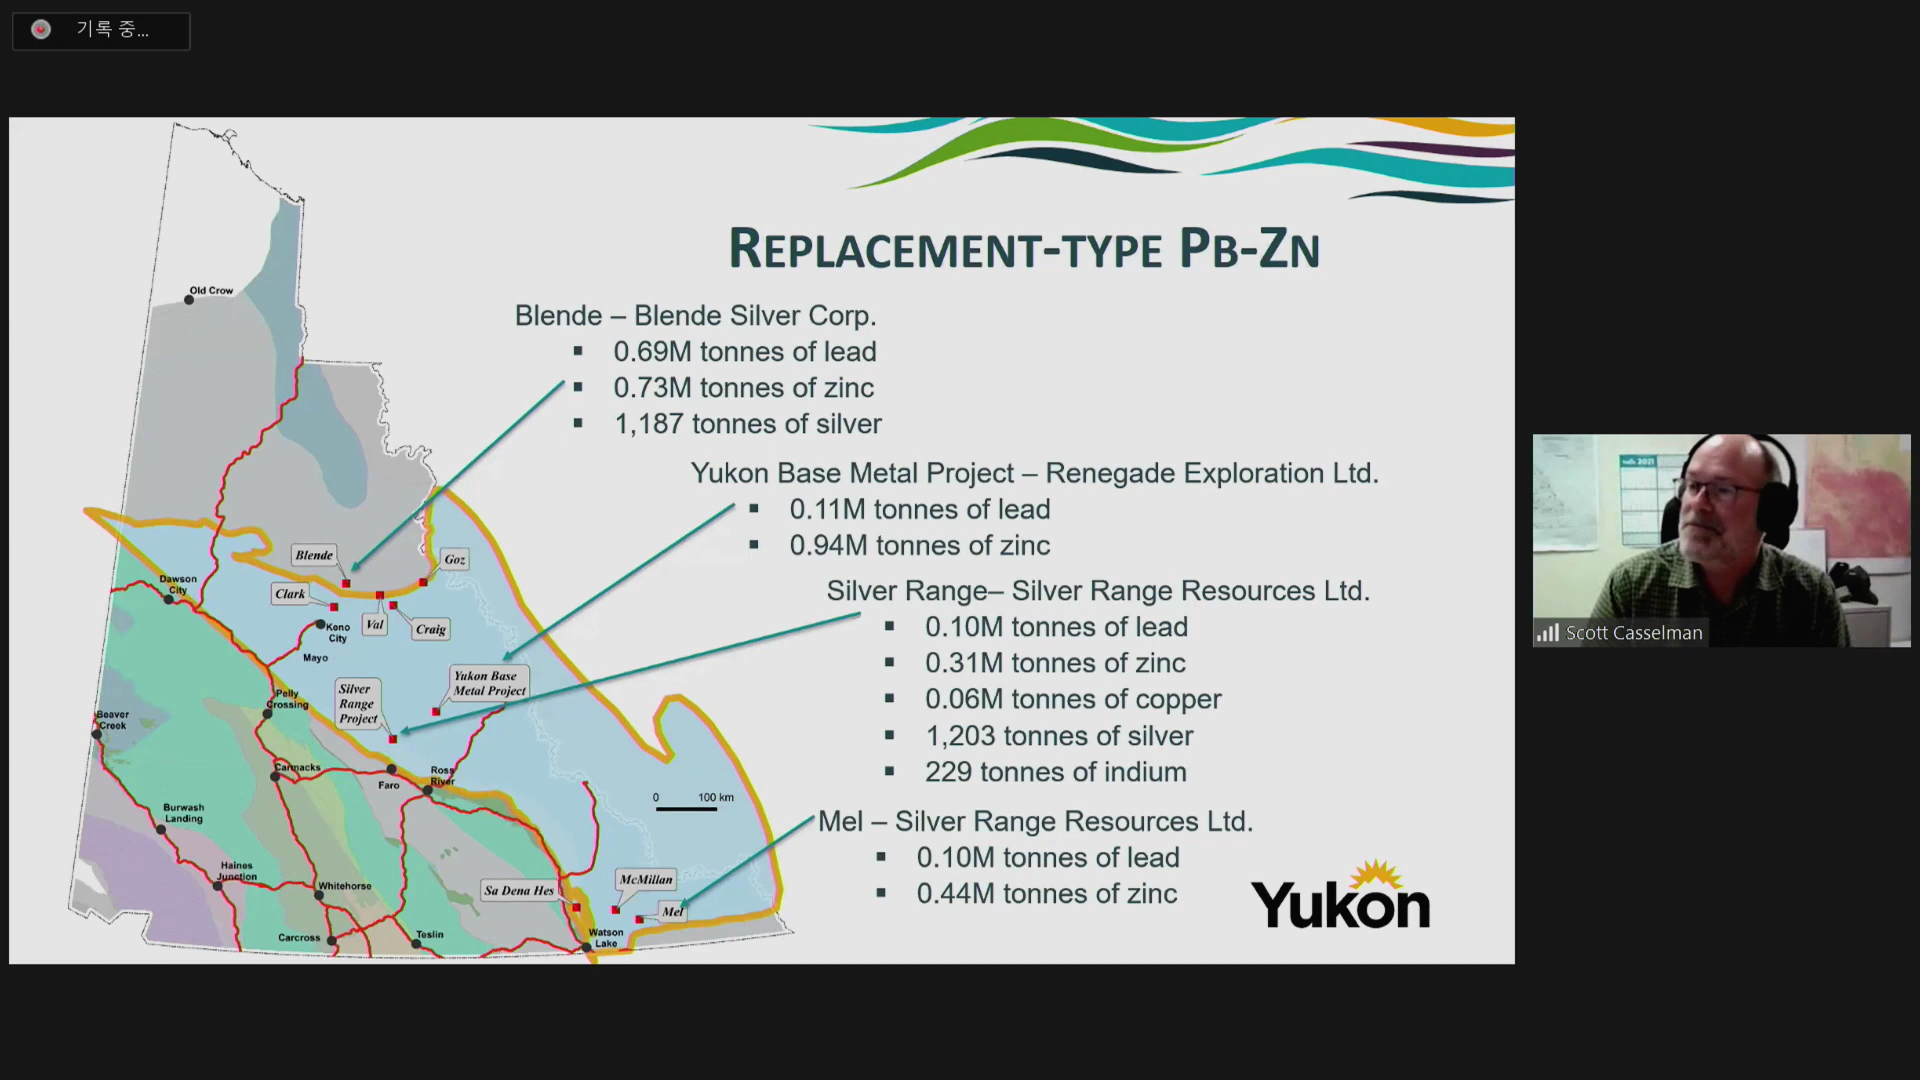 기록 중...
REPLACEMENT-TYPE PB-ZN
Blende – Blende Silver Corp.
▪ 0.69M tonnes of lead
▪ 0.73M tonnes of zinc
▪ 1,187 tonnes of silver
Yukon Base Metal Project – Renegade Exploration Ltd.
▪ 0.11M tonnes of lead
▪ 0.94M tonnes of zinc
Silver Range– Silver Range Resources Ltd.
▪ 0.10M tonnes of lead
▪ 0.31M tonnes of zinc
▪ 0.06M tonnes of copper
▪ 1,203 tonnes of silver
▪ 229 tonnes of indium
Mel – Silver Range Resources Ltd.
▪ 0.10M tonnes of lead
▪ 0.44M tonnes of zinc
Yukon
Old Crow
Blende
Goz
Dawson
City
Clark
Val
Craig
Keno
City
Mayo
Yukon Base
Metal Project
Silver
Range
Project
Pelly
Crossing
Beaver
Creek
Carmacks
Faro
Ross
River
0 100 km
Burwash
Landing
Haines
Junction
Whitehorse
Sa Dena Hes
McMillan
Mel
Carcross
Teslin
Watson
Lake
2021
Scott Casselman